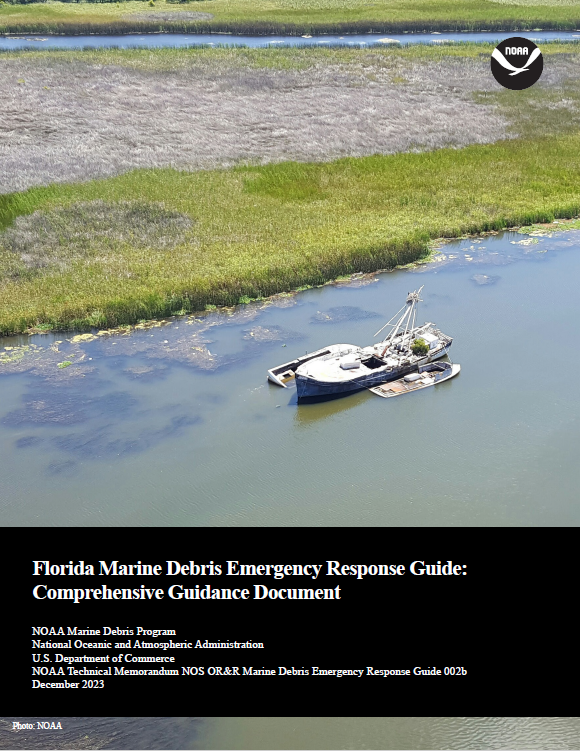 NOAA
Florida Marine Debris Emergency Response Guide:
Comprehensive Guidance Document
NOAA Marine Debris Program
National Oceanic and Atmospheric Administration
U.S. Department of Commerce
NOAA Technical Memorandum NOS OR&R Marine Debris Emergency Response Guide 002b
December 2023
Photo: NOAA